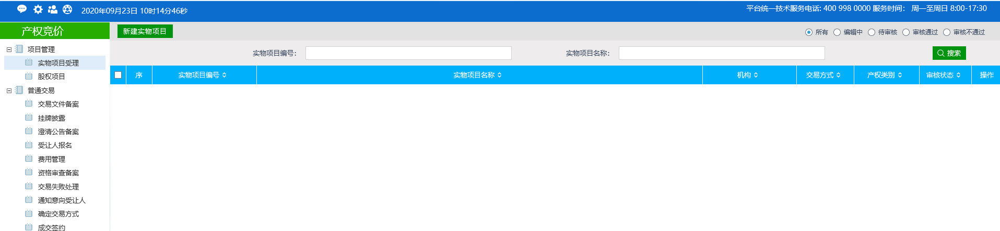 2020年09月23日 10时14分46秒
平台统一技术服务电话: 400 998 0000 服务时间： 周一至周日 8:00-17:30
产权竞价
新建实物项目
所有 编辑中 待审核 审核通过 审核不通过
项目管理
实物项目受理
股权项目
普通交易
交易文件备案
挂牌披露
澄清公告备案
受让人报名
费用管理
资格审查备案
交易失败处理
通知意向受让人
确定交易方式
成交签约
实物项目编号： 实物项目名称： 搜索
序 实物项目编号 实物项目名称 机构 交易方式 产权类别 审核状态 操作